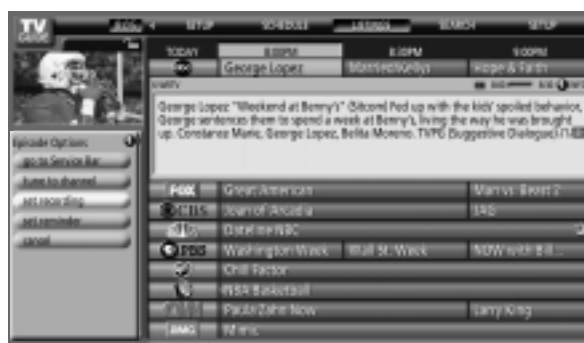 TV
GUIDE
SETUP SCHEDULE LISTINGS SEARCH SETUP
TODAY 8:00PM 8:30PM 9:00PM
abc George Lopez Married/Kellys Hope & Faith
George Lopez "Weekend at Benny's" (Sitcom) Fed up with the kids' spoiled behavior,
George sentences them to spend a week at Benny's, living the way he was brought
up. Constance Marie, George Lopez, Belita Moreno. TVPG (Suggestive Dialogue)
Episode Options
go to Service Bar
tune to channel
set recording
set reminder
cancel
FOX Great American Man vs. Beast 2
CBS Joan of Arcadia JAG
Dateline NBC
PBS Washington Week Wall St. Week NOW with Bill...
Chill Factor
NBA Basketball
Paula Zahn Now Larry King
AMC Mimic